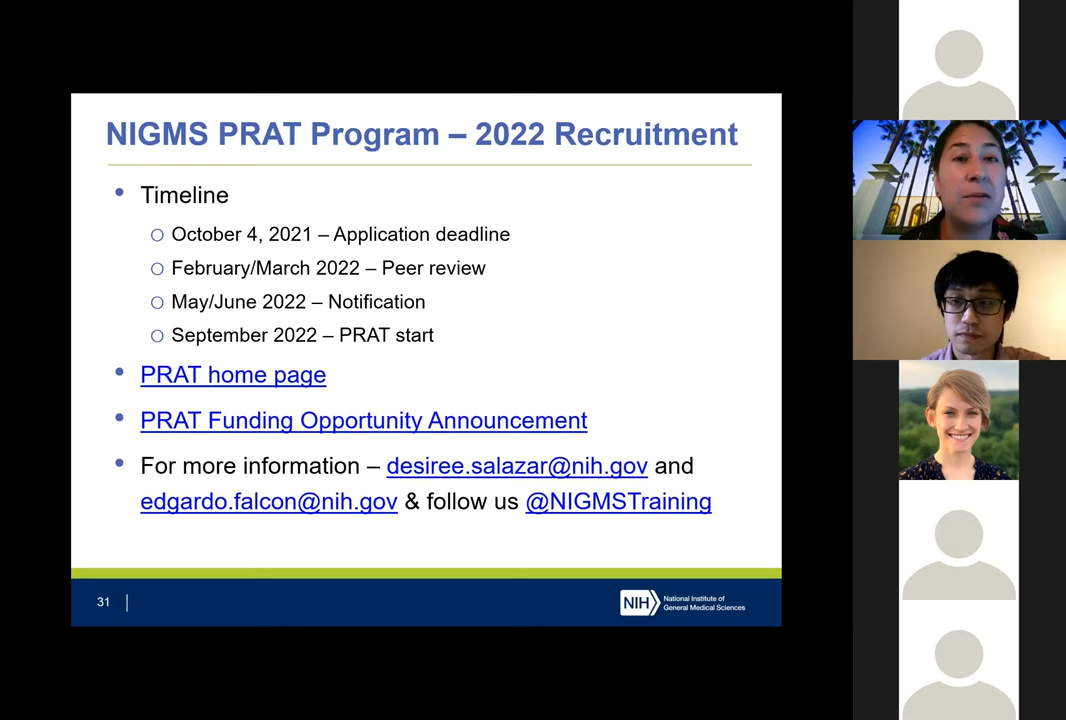 NIGMS PRAT Program – 2022 Recruitment
• Timeline
○ October 4, 2021 – Application deadline
○ February/March 2022 – Peer review
○ May/June 2022 – Notification
○ September 2022 – PRAT start
• PRAT home page
• PRAT Funding Opportunity Announcement
• For more information – desiree.salazar@nih.gov and
edgardo.falcon@nih.gov & follow us @NIGMSTraining
31
NIH
National Institute of
General Medical Sciences